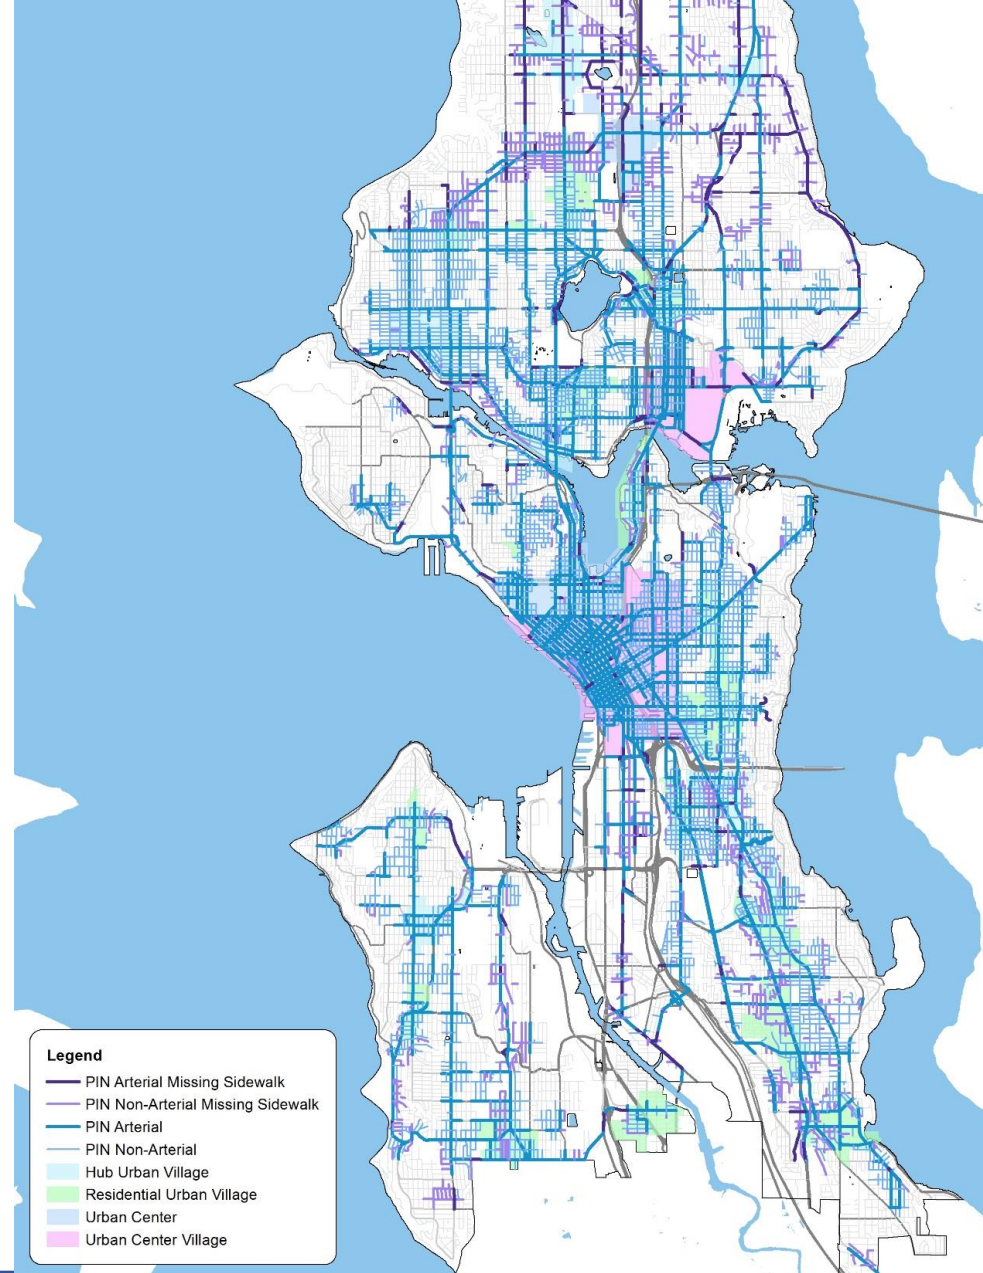 Legend
PIN Arterial Missing Sidewalk
PIN Non-Arterial Missing Sidewalk
PIN Arterial
PIN Non-Arterial
Hub Urban Village
Residential Urban Village
Urban Center
Urban Center Village